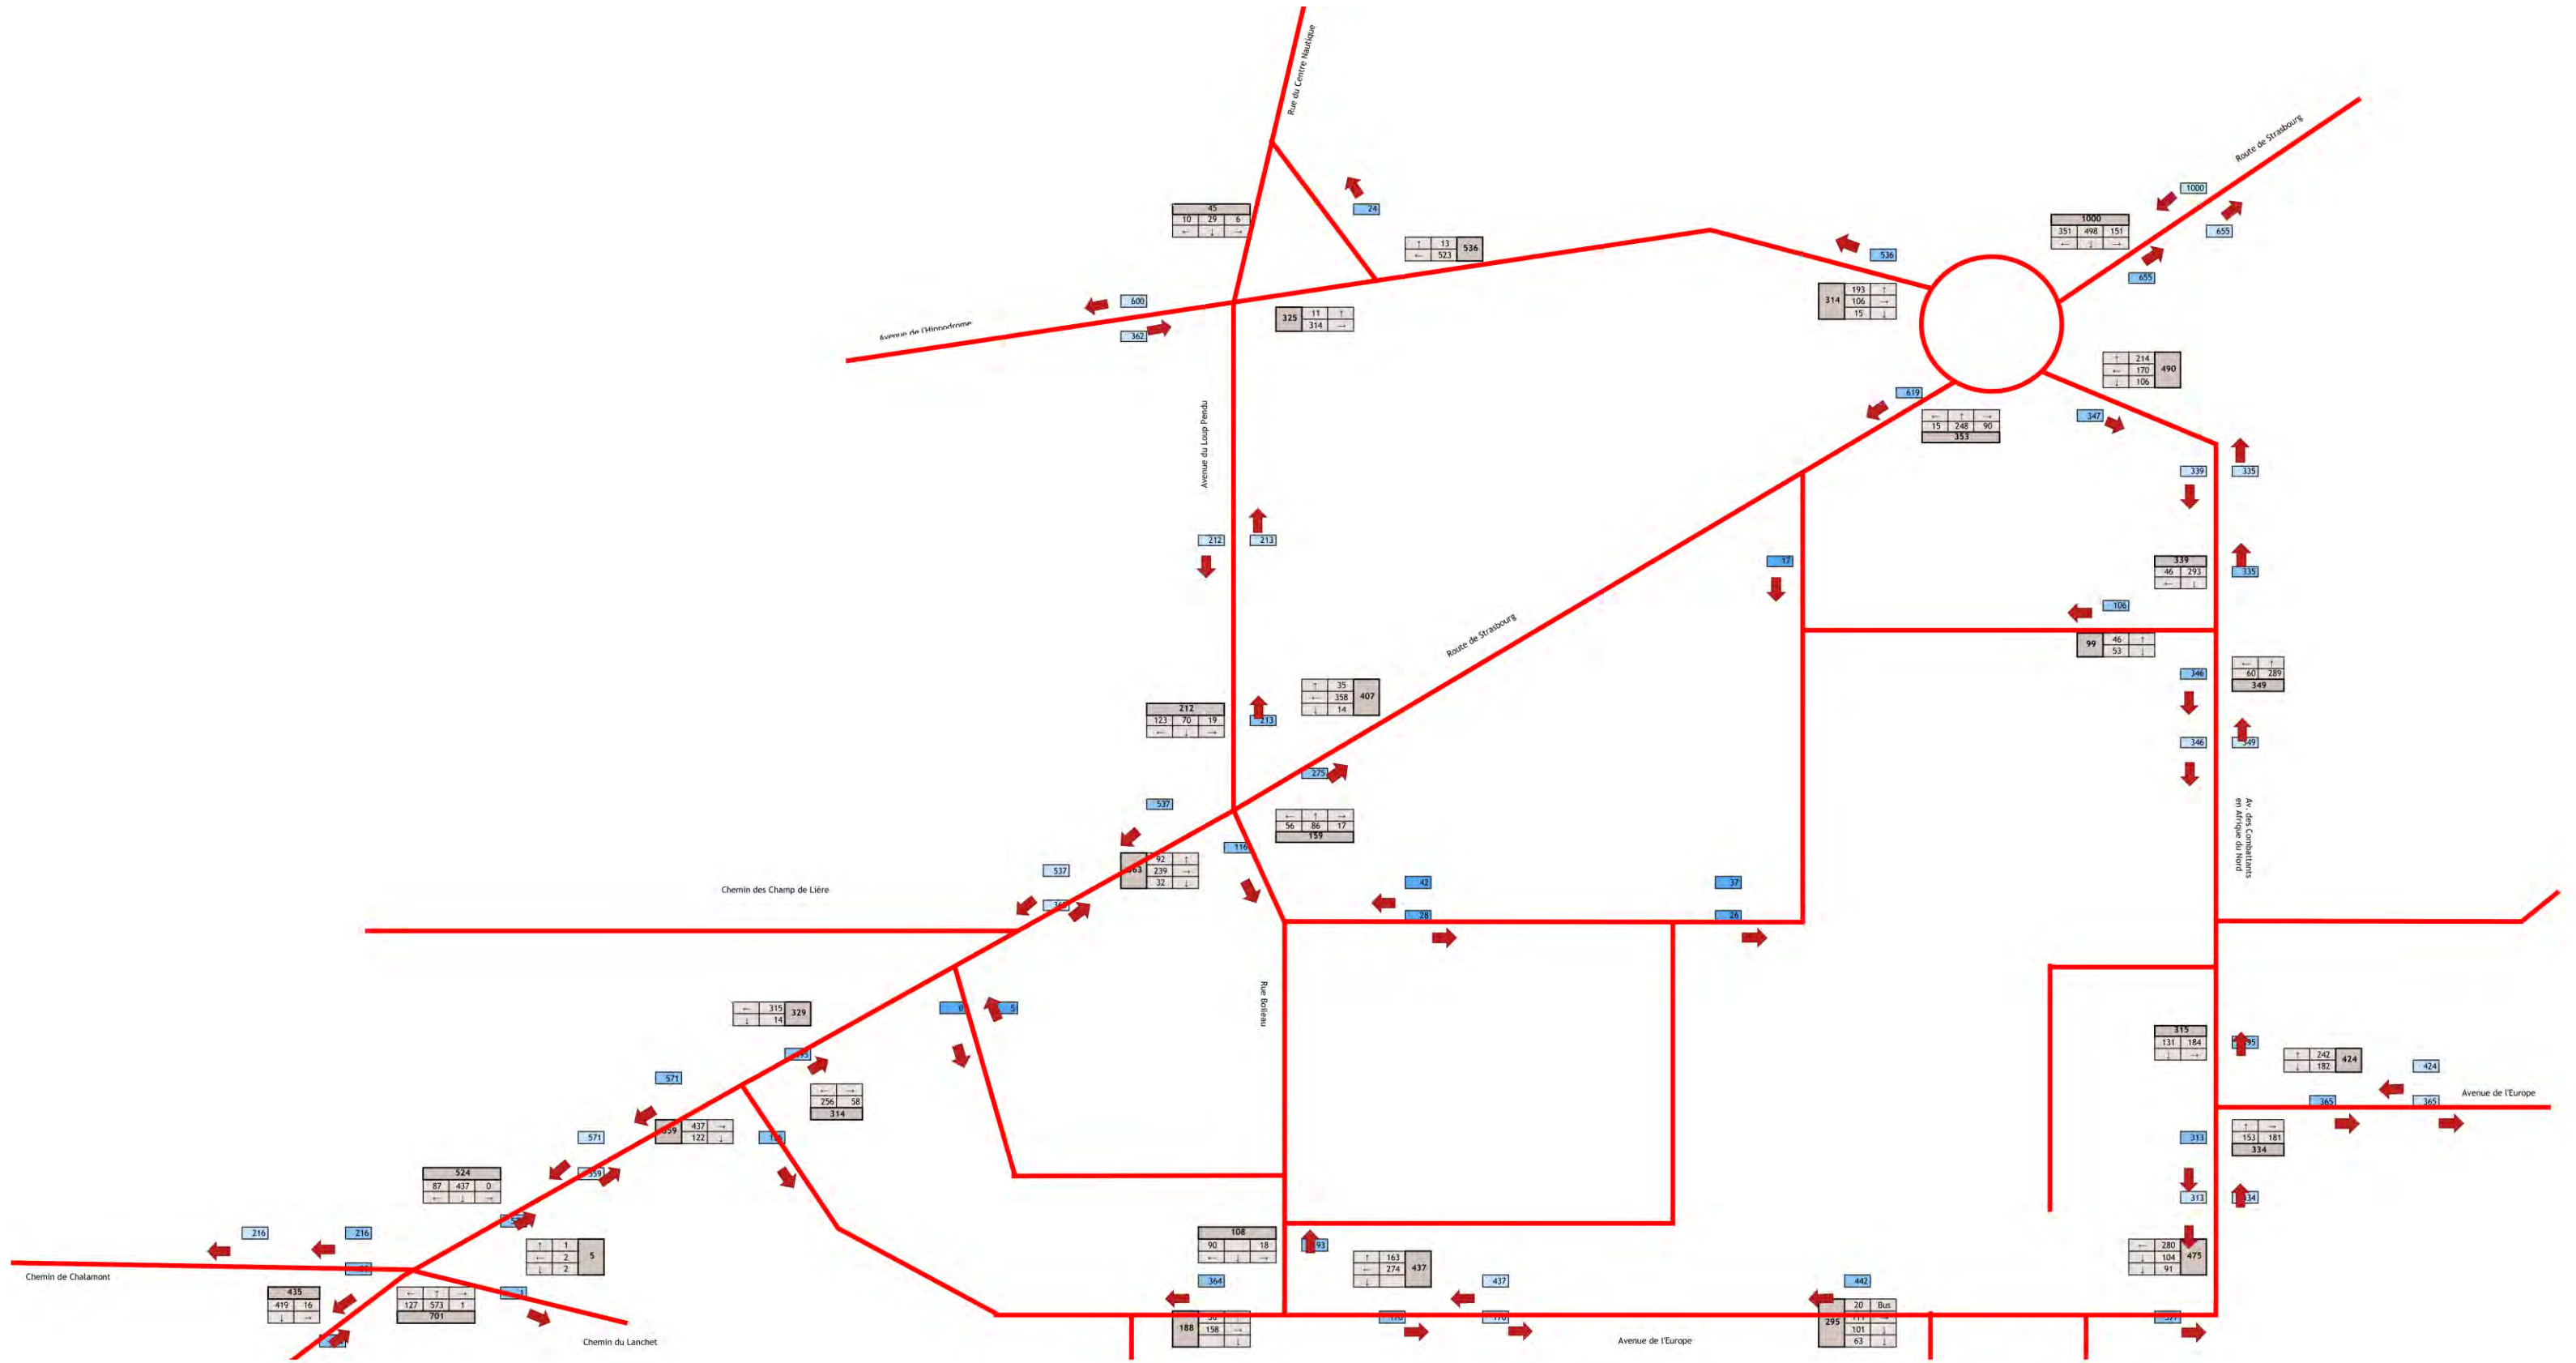 Rue du Centre Nautique
Route de Strasbourg
1000
24
45
10 29 6
← ↓ →
1000
351 498 151
← ↓ →
655
↑ 13 536
← 523
536
655
600
362
193 ↑
314 106 →
15 ↓
325 11 ↑
314 →
↑ 214
← 170 490
↓ 106
619
← ↑ →
15 248 90
353
347
Avenue du Loup Pendu
339
335
212
213
17
339
46 293
← ↓
335
106
99 46 ↑
53 ↓
Route de Strasbourg
346
← ↑
60 289
349
↑ 35
← 358 407
↓ 14
212
123 70 19
← ↓ →
213
346
275
537
← ↑ →
56 86 17
159
Av. des Combattants
en Afrique du Nord
116
92 ↑
239 →
32 ↓
537
Chemin des Champ de Lière
42
28
37
26
Rue Boileau
← 315 329
↓ 14
315
131 184
↓ →
↑ 242 424
↓ 182
424
571
← →
256 58
314
365
365
Avenue de l'Europe
437 →
122 ↓
571
313
↑ →
153 181
334
524
87 437 0
← ↓ →
313
216
216
↑ 1
← 2 5
↓ 2
108
90 18
← ↓ →
93
↑ 163
← 274 437
↓
← 280
↓ 104 475
↓ 91
Chemin de Chalamont
364
437
442
435
419 16
↓ →
← ↑ →
127 573 1
701
1
188
158 →
↓
20 Bus
295
101 ↓
63 ↓
Chemin du Lanchet
Avenue de l'Europe